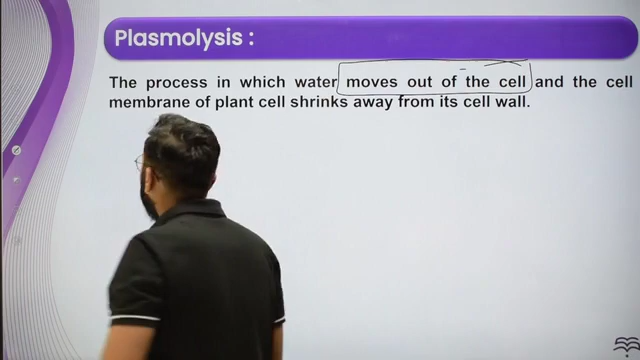 Plasmolysis :
The process in which water moves out of the cell and the cell
membrane of plant cell shrinks away from its cell wall.